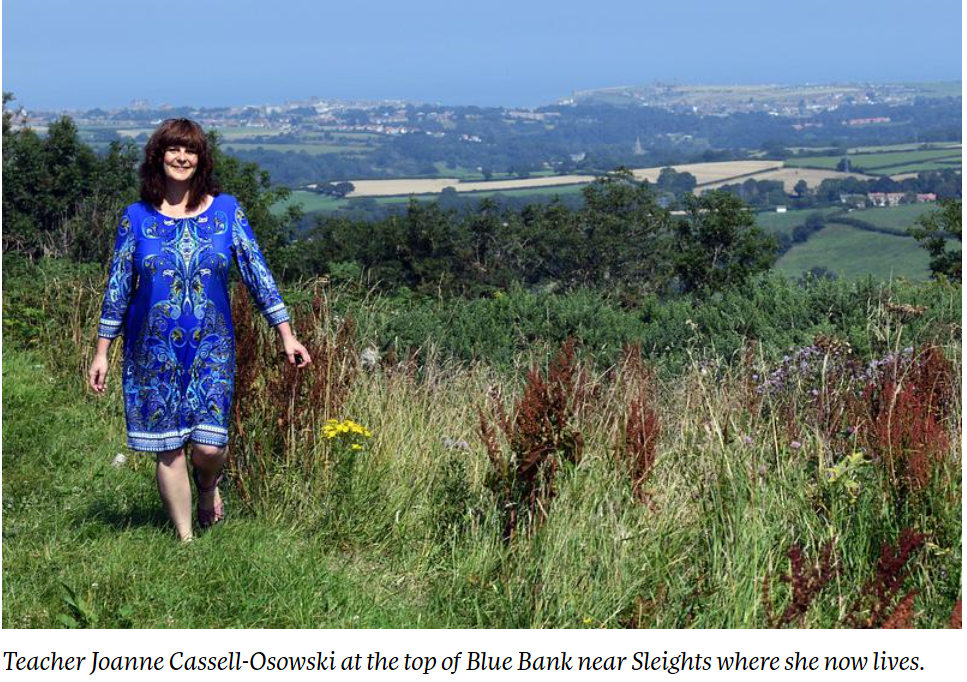 Teacher Joanne Cassell-Osowski at the top of Blue Bank near Sleights where she now lives.